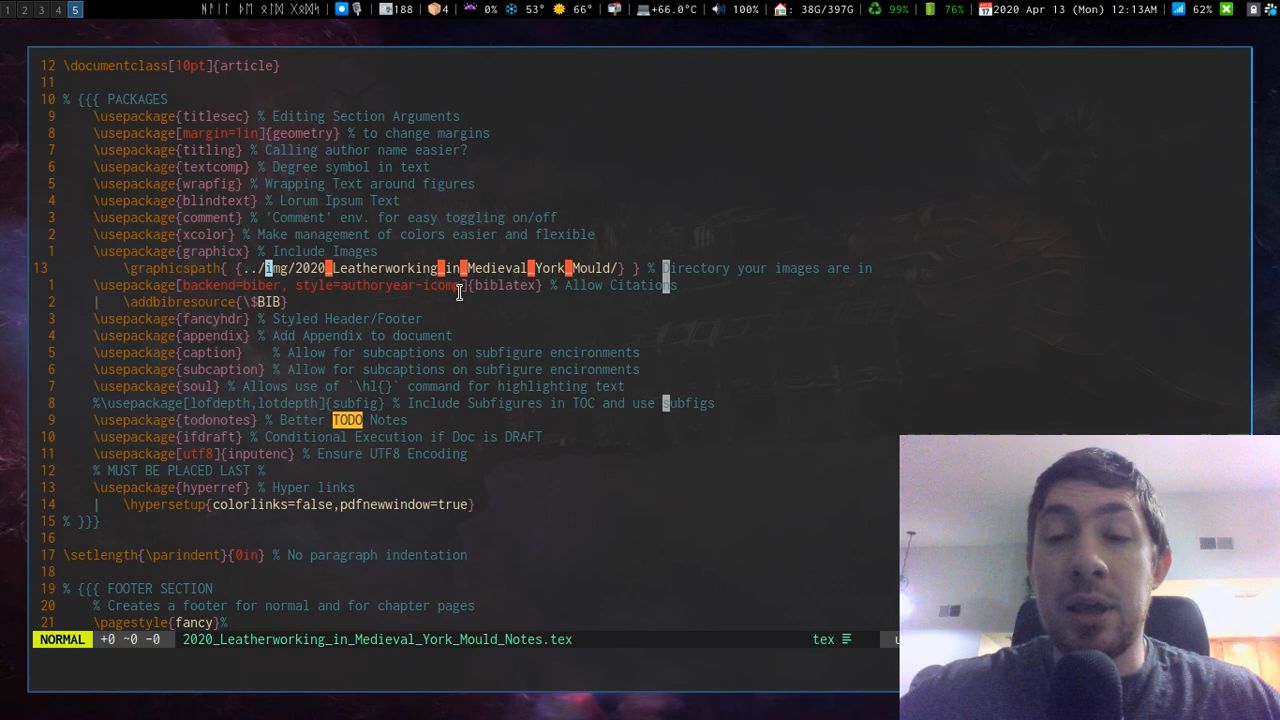 1 2 3 4 5 188 4 0% 53° 66° +66.0°C 100% : 38G/397G 99% 76% 2020 Apr 13 (Mon) 12:13AM 62%
12 \documentclass[10pt]{article}
11
10 % {{{ PACKAGES
9 \usepackage{titlesec} % Editing Section Arguments
8 \usepackage[margin=1in]{geometry} % to change margins
7 \usepackage{titling} % Calling author name easier?
6 \usepackage{textcomp} % Degree symbol in text
5 \usepackage{wrapfig} % Wrapping Text around figures
4 \usepackage{blindtext} % Lorum Ipsum Text
3 \usepackage{comment} % 'Comment' env. for easy toggling on/off
2 \usepackage{xcolor} % Make management of colors easier and flexible
1 \usepackage{graphicx} % Include Images
13 \graphicspath{ {../img/2020_Leatherworking_in_Medieval_York_Mould/} } % Directory your images are in
1 \usepackage[backend=biber, style=authoryear-icomp]{biblatex} % Allow Citations
2 | \addbibresource{\$BIB}
3 \usepackage{fancyhdr} % Styled Header/Footer
4 \usepackage{appendix} % Add Appendix to document
5 \usepackage{caption} % Allow for subcaptions on subfigure encironments
6 \usepackage{subcaption} % Allow for subcaptions on subfigure encironments
7 \usepackage{soul} % Allows use of `\hl{}` command for highlighting text
8 %\usepackage[lofdepth,lotdepth]{subfig} % Include Subfigures in TOC and use subfigs
9 \usepackage{todonotes} % Better TODO Notes
10 \usepackage{ifdraft} % Conditional Execution if Doc is DRAFT
11 \usepackage[utf8]{inputenc} % Ensure UTF8 Encoding
12 % MUST BE PLACED LAST %
13 \usepackage{hyperref} % Hyper links
14 | \hypersetup{colorlinks=false,pdfnewwindow=true}
15 % }}}
16
17 \setlength{\parindent}{0in} % No paragraph indentation
18
19 % {{{ FOOTER SECTION
20 % Creates a footer for normal and for chapter pages
21 \pagestyle{fancy}%
NORMAL +0 ~0 -0 2020_Leatherworking_in_Medieval_York_Mould_Notes.tex tex